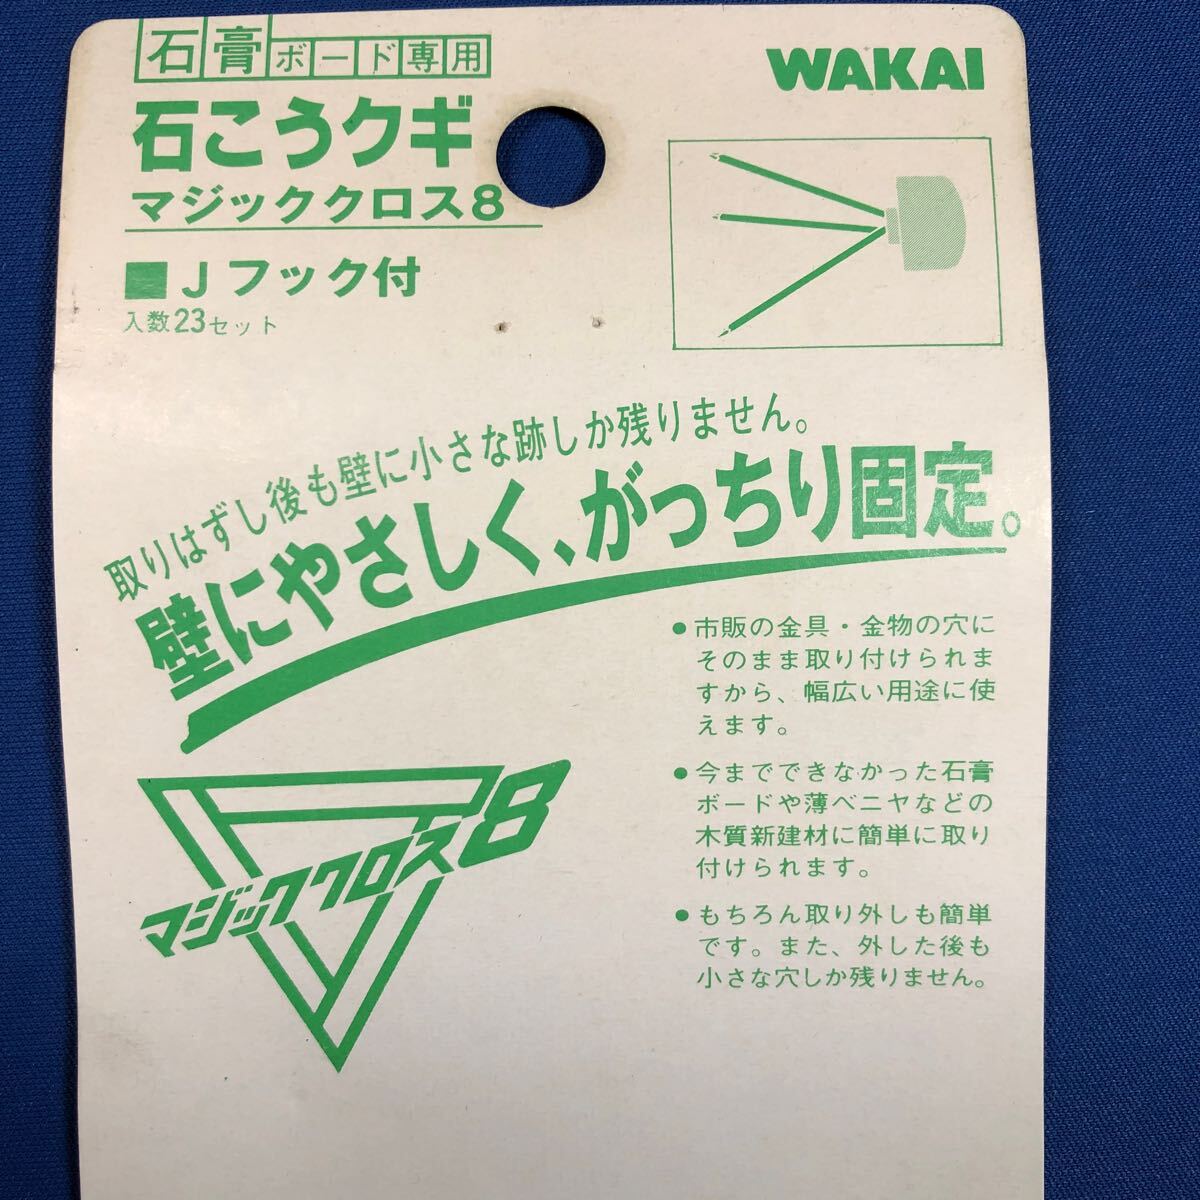 石膏ボード専用
WAKAI
石こうクギ
マジッククロス8
■Jフック付
入数23セット
取りはずし後も壁に小さな跡しか残りません。
壁にやさしく、がっちり固定。
●市販の金具・金物の穴に
そのまま取り付けられま
すから、幅広い用途に使
えます。
●今までできなかった石膏
ボードや薄ベニヤなどの
木質新建材に簡単に取り
付けられます。
●もちろん取り外しも簡単
です。また、外した後も
小さな穴しか残りません。
マジッククロス8